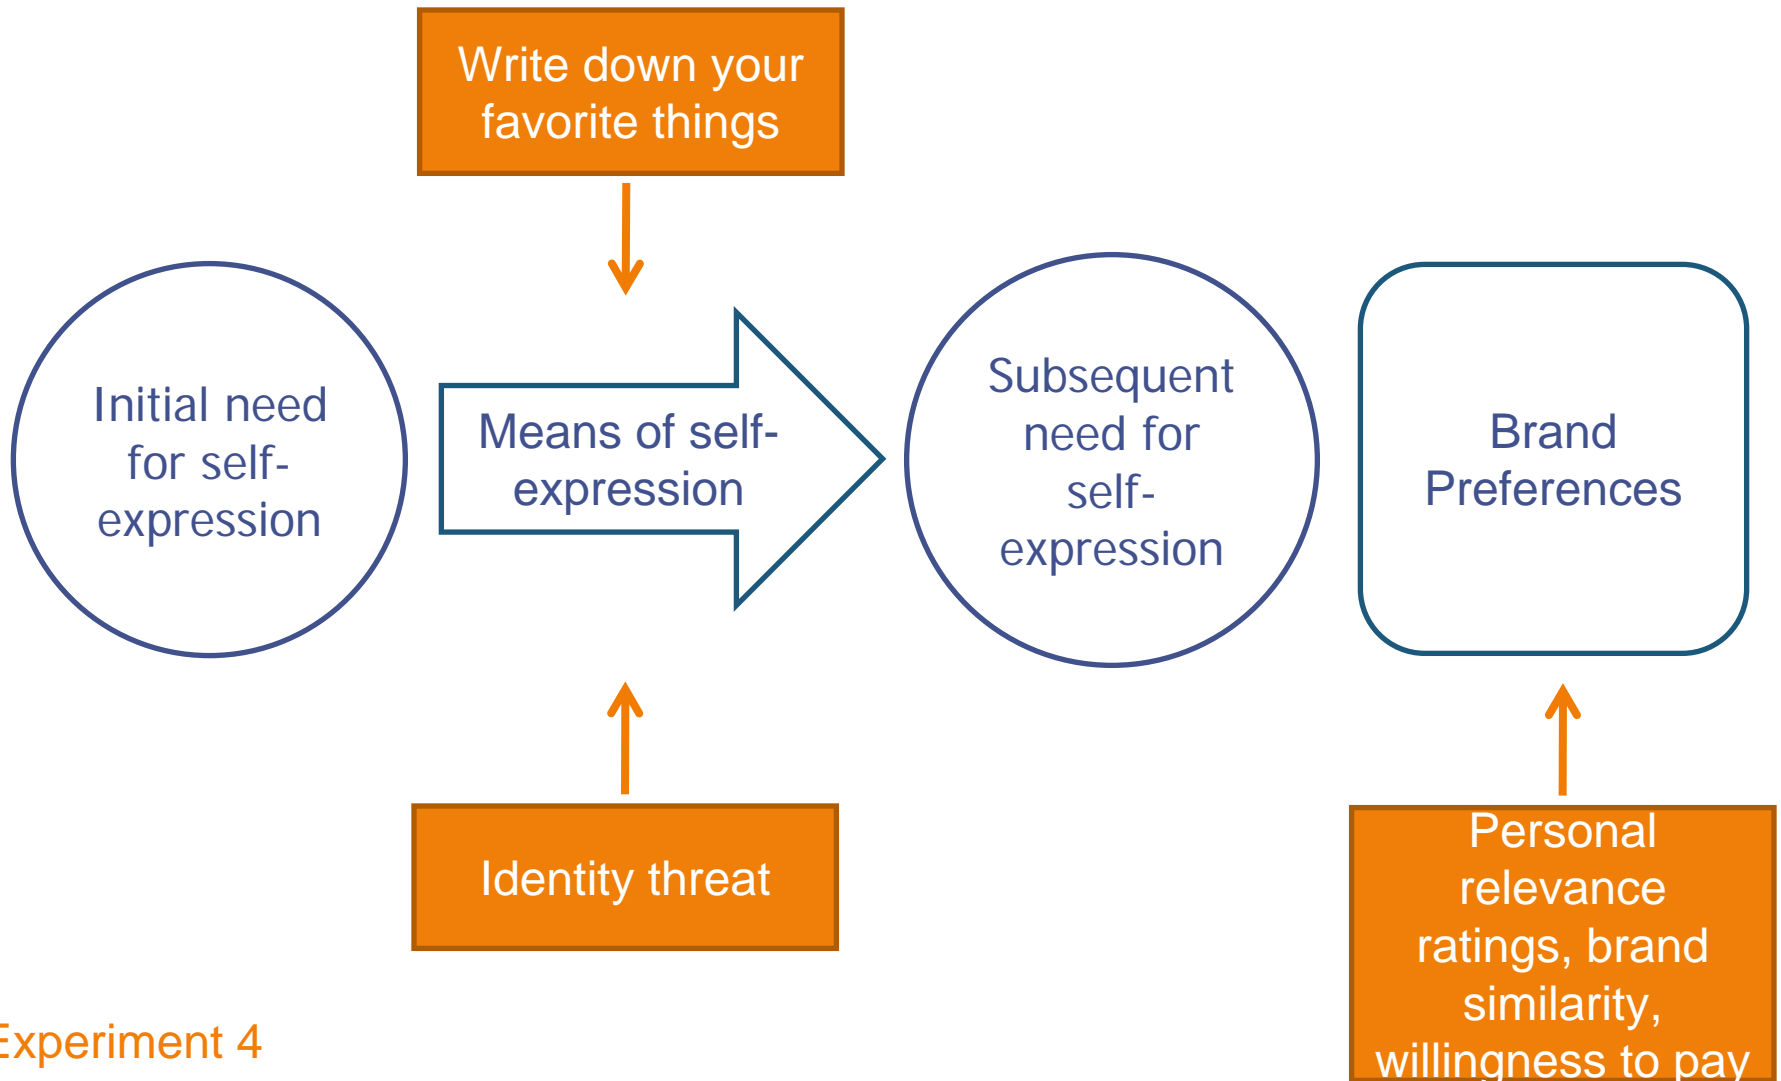 Write down your
favorite things
Initial need
for self-
expression
Means of self-
expression
Subsequent
need for
self-
expression
Brand
Preferences
Identity threat
Personal
relevance
ratings, brand
similarity,
willingness to pay
Experiment 4